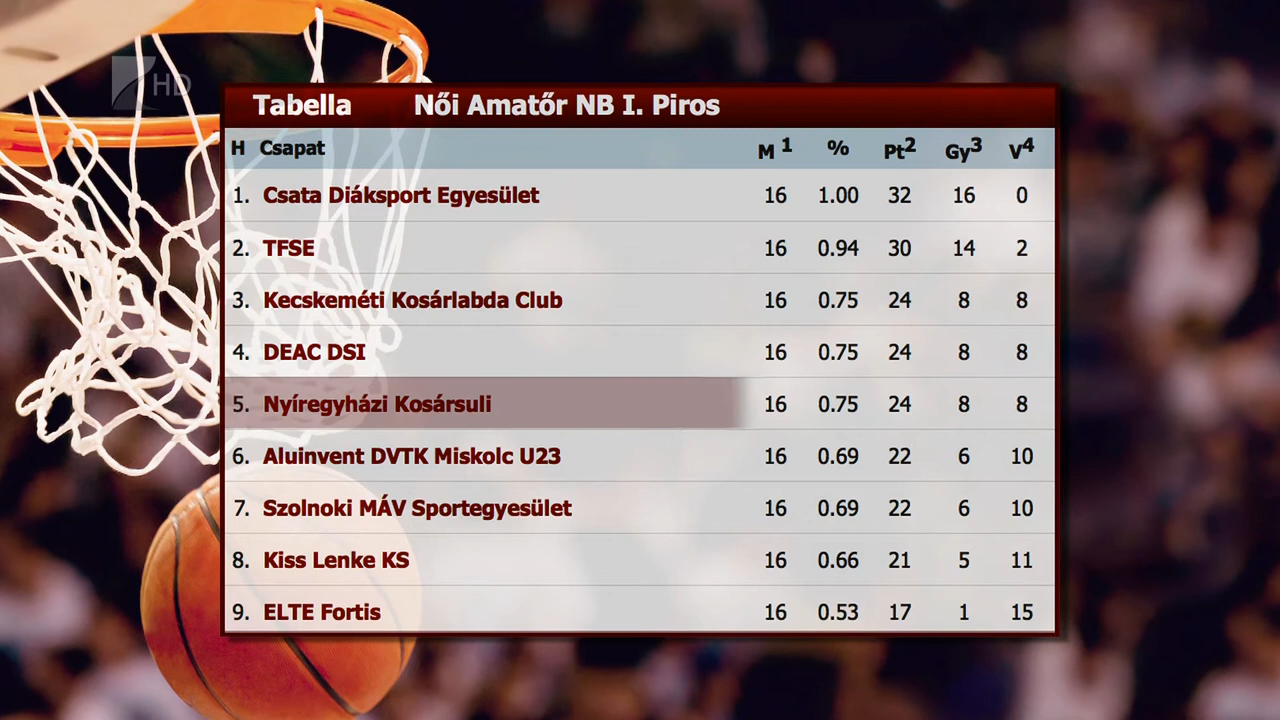 HD
Tabella Női Amatőr NB I. Piros
H Csapat M 1 % Pt2 Gy3 V4
1. Csata Diáksport Egyesület 16 1.00 32 16 0
2. TFSE 16 0.94 30 14 2
3. Kecskeméti Kosárlabda Club 16 0.75 24 8 8
4. DEAC DSI 16 0.75 24 8 8
5. Nyíregyházi Kosársuli 16 0.75 24 8 8
6. Aluinvent DVTK Miskolc U23 16 0.69 22 6 10
7. Szolnoki MÁV Sportegyesület 16 0.69 22 6 10
8. Kiss Lenke KS 16 0.66 21 5 11
9. ELTE Fortis 16 0.53 17 1 15